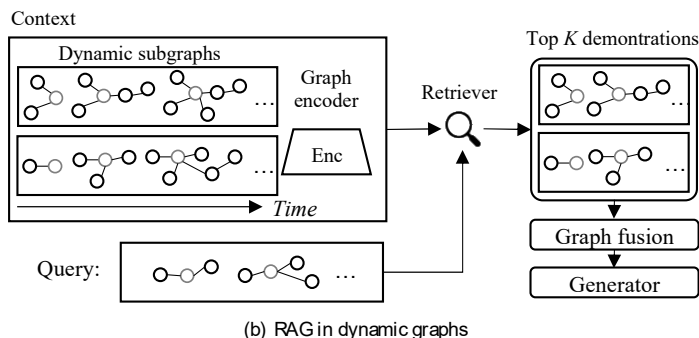 Context
Dynamic subgraphs
Graph
encoder
Enc
...
...
Time
Retriever
Top K demontrations
...
...
Graph fusion
Generator
Query:
...
(b) RAG in dynamic graphs